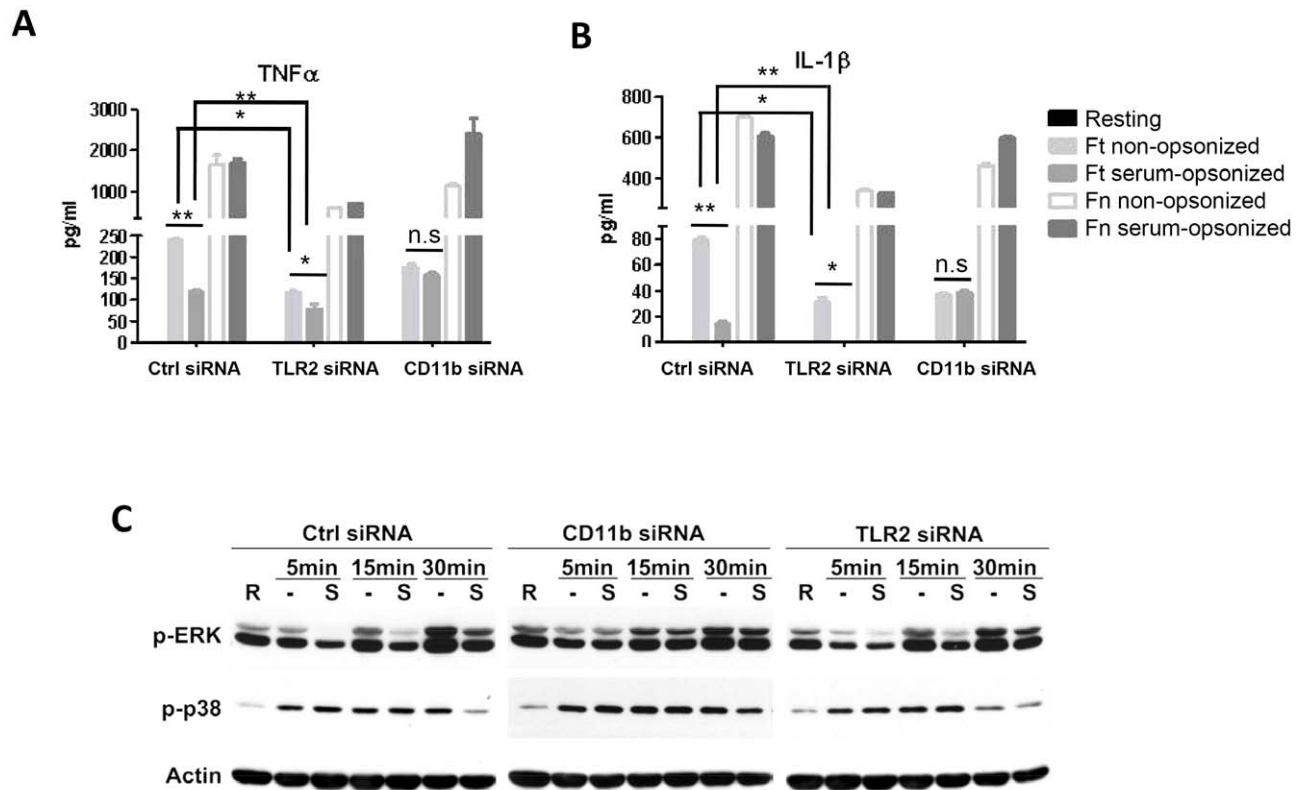 A
TNFα
**
*
3000
2000
1000
250
200
150
100
50
0
pg/ml
**
*
n.s
Ctrl siRNA TLR2 siRNA CD11b siRNA
B
IL-1β
**
*
800
600
400
80
60
40
20
0
pg/ml
**
*
n.s
Ctrl siRNA TLR2 siRNA CD11b siRNA
Resting
Ft non-opsonized
Ft serum-opsonized
Fn non-opsonized
Fn serum-opsonized
C
Ctrl siRNA CD11b siRNA TLR2 siRNA
5min 15min 30min 5min 15min 30min 5min 15min 30min
R - S - S - S R - S - S - S R - S - S - S
p-ERK
p-p38
Actin